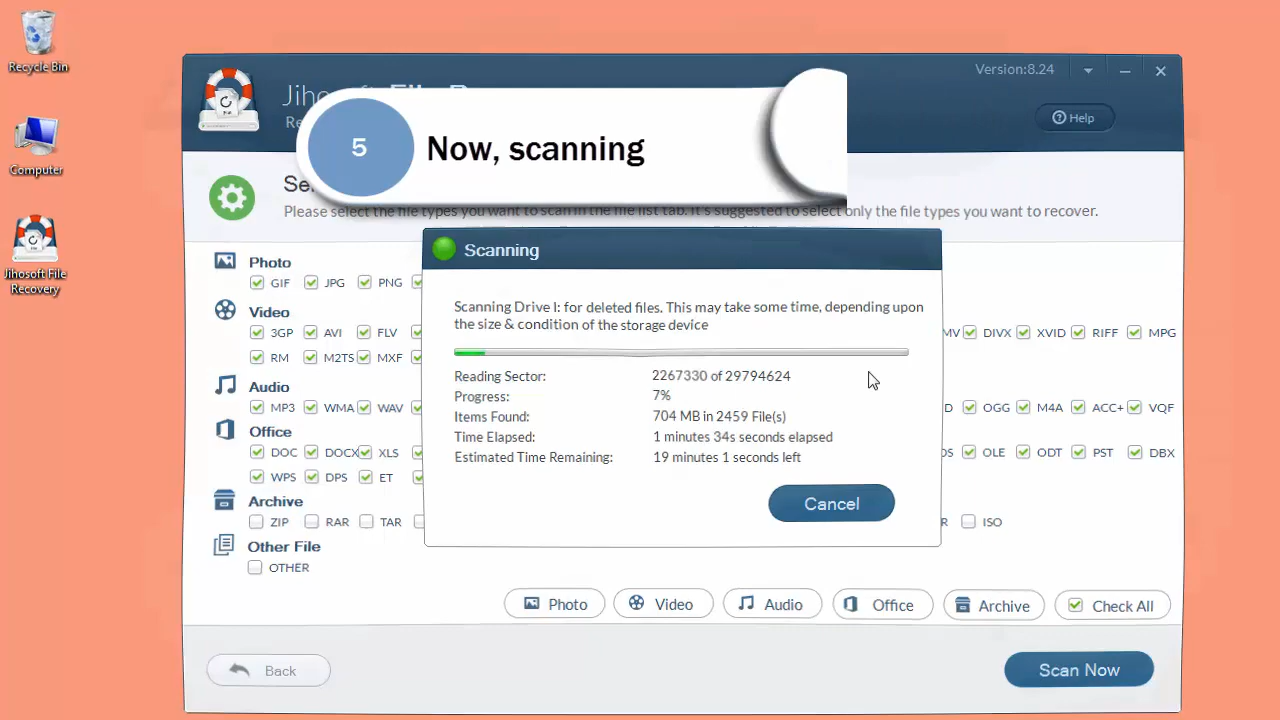 Recycle Bin
Computer
Jihosoft File
Recovery
Version:8.24
Help
5
Now, scanning
Please select the file types you want to scan in the file list tab. It's suggested to select only the file types you want to recover.
Scanning
Scanning Drive I: for deleted files. This may take some time, depending upon
the size & condition of the storage device
Reading Sector: 2267330 of 29794624
Progress: 7%
Items Found: 704 MB in 2459 File(s)
Time Elapsed: 1 minutes 34s seconds elapsed
Estimated Time Remaining: 19 minutes 1 seconds left
Cancel
Photo
GIF JPG PNG
Video
3GP AVI FLV DIVX XVID RIFF MPG
RM M2TS MXF
Audio
MP3 WMA WAV OGG M4A ACC+ VQF
Office
DOC DOCX XLS OLE ODT PST DBX
WPS DPS ET
Archive
ZIP RAR TAR ISO
Other File
OTHER
Photo Video Audio Office Archive Check All
Back Scan Now